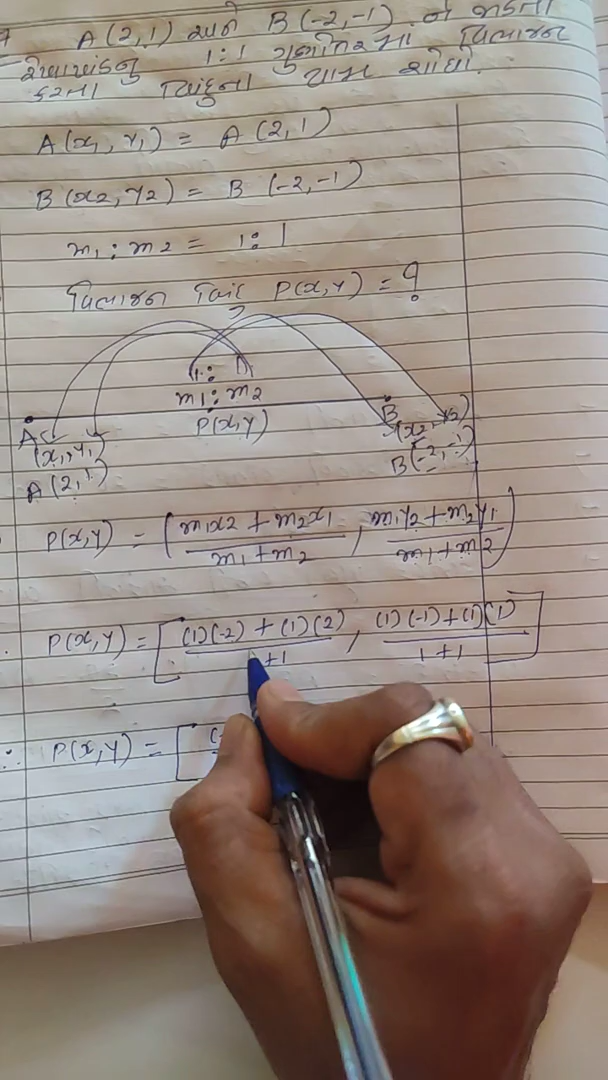 A(2,1) અને B(-2,-1) ને જોડતા
રેખાખંડનું 1:1 ગુણોત્તરમાં વિભાજન
કરતા બિંદુના યામ શોધો.
A(x1, y1) = A(2,1)
B(x2, y2) = B(-2,-1)
m1 : m2 = 1:1
વિભાજન બિંદુ P(x,y) = ?
1 : 1
m1 : m2
A B
P(x,y)
(x1, y1) (x2, y2)
A(2,1) B(-2,-1)
P(x,y) = ( m1x2 + m2x1 / m1 + m2 , m1y2 + m2y1 / m1 + m2 )
∴ P(x,y) = [ (1)(-2) + (1)(2) / 1+1 , (1)(-1) + (1)(1) / 1+1 ]
∴ P(x,y) = [ (-